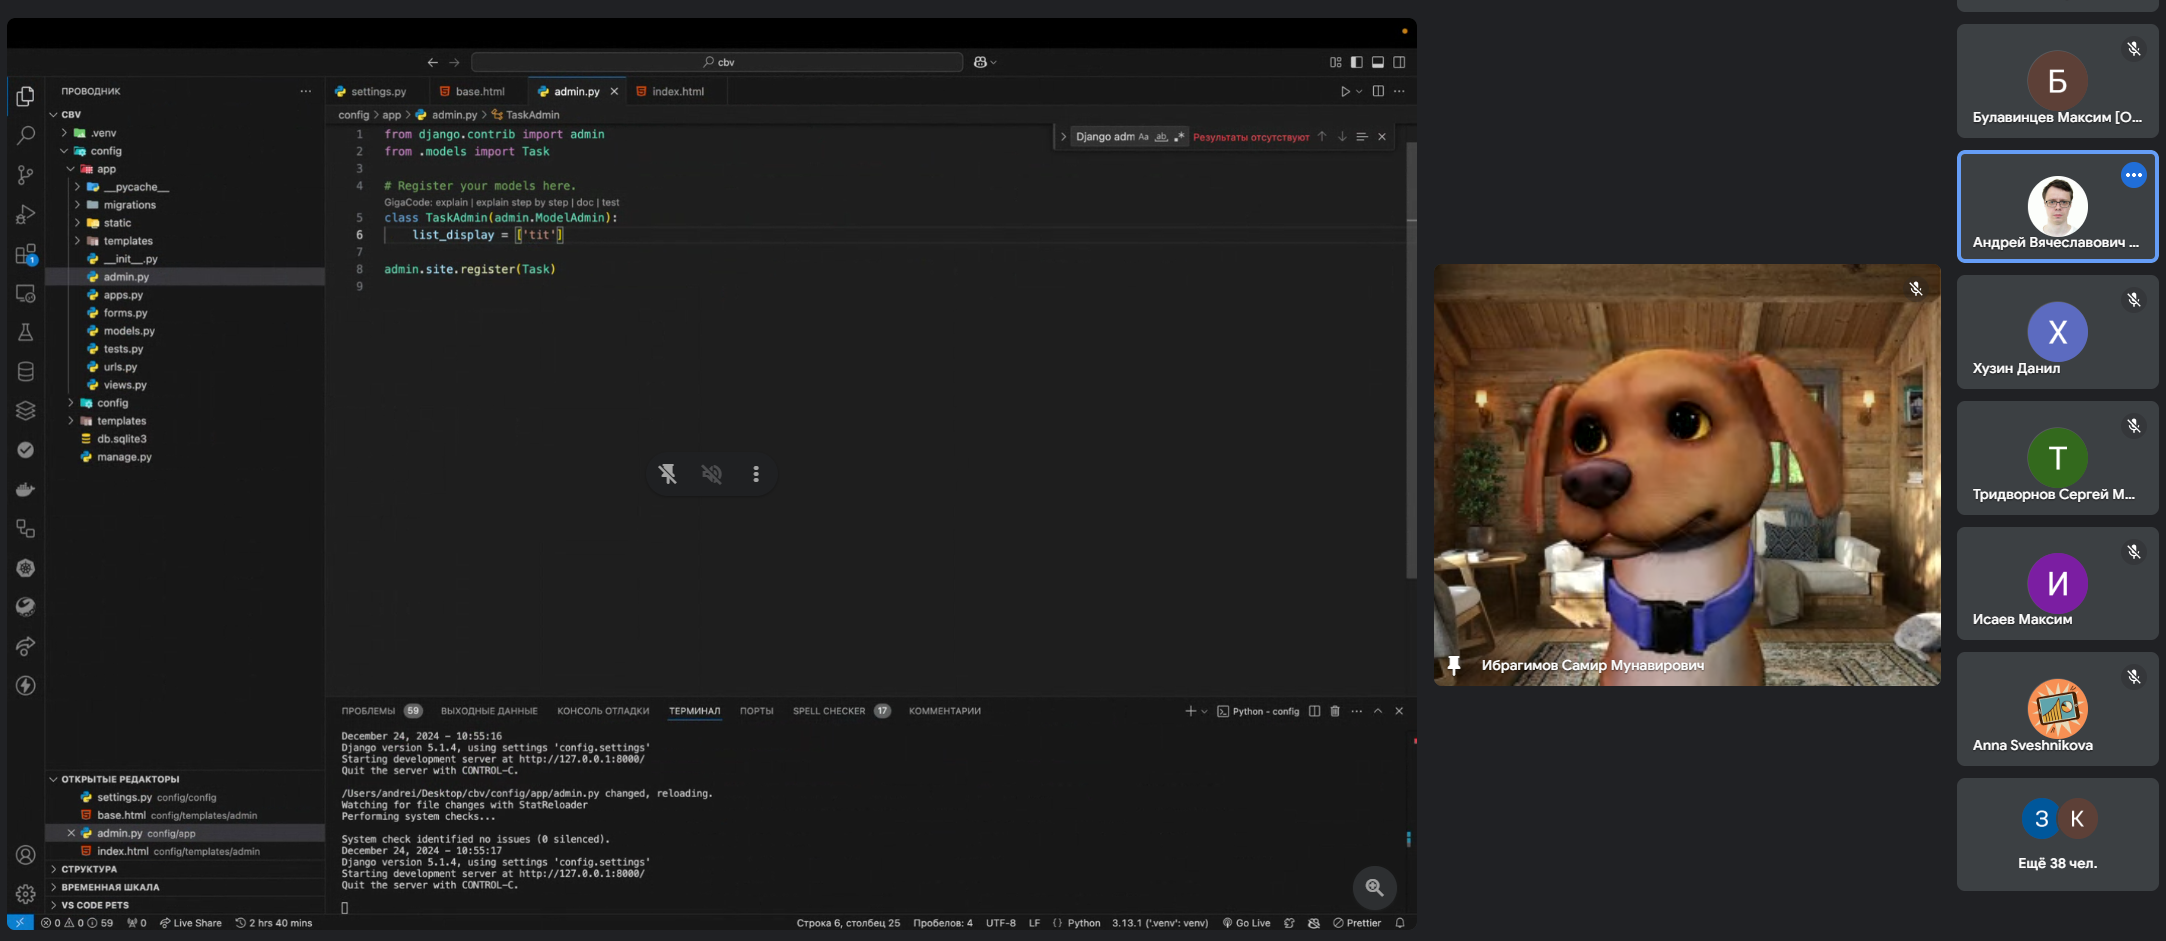 cbv
ПРОВОДНИК
CBV
.venv
config
app
__pycache__
migrations
static
templates
__init__.py
admin.py
apps.py
forms.py
models.py
tests.py
urls.py
views.py
config
templates
db.sqlite3
manage.py
ОТКРЫТЫЕ РЕДАКТОРЫ
settings.py config/config
base.html config/templates/admin
admin.py config/app
index.html config/templates/admin
СТРУКТУРА
ВРЕМЕННАЯ ШКАЛА
VS CODE PETS
1
settings.py
base.html
admin.py
index.html
config > app > admin.py > TaskAdmin
Django adm Aa ab Результаты отсутствуют
1 from django.contrib import admin
2 from .models import Task
3
4 # Register your models here.
GigaCode: explain | explain step by step | doc | test
5 class TaskAdmin(admin.ModelAdmin):
6 list_display = ['tit']
7
8 admin.site.register(Task)
9
ПРОБЛЕМЫ 59 ВЫХОДНЫЕ ДАННЫЕ КОНСОЛЬ ОТЛАДКИ ТЕРМИНАЛ ПОРТЫ SPELL CHECKER 17 КОММЕНТАРИИ
Python - config
December 24, 2024 - 10:55:16
Django version 5.1.4, using settings 'config.settings'
Starting development server at http://127.0.0.1:8000/
Quit the server with CONTROL-C.
/Users/andrei/Desktop/cbv/config/app/admin.py changed, reloading.
Watching for file changes with StatReloader
Performing system checks...
System check identified no issues (0 silenced).
December 24, 2024 - 10:55:17
Django version 5.1.4, using settings 'config.settings'
Starting development server at http://127.0.0.1:8000/
Quit the server with CONTROL-C.
0 0 59 0 Live Share 2 hrs 40 mins
Строка 6, столбец 25 Пробелов: 4 UTF-8 LF {} Python 3.13.1 ('.venv': venv) Go Live Prettier
Ибрагимов Самир Мунавирович
Б
Булавинцев Максим [О...
Андрей Вячеславович ...
Х
Хузин Данил
Т
Тридворнов Сергей М...
И
Исаев Максим
Anna Sveshnikova
З К
Ещё 38 чел.